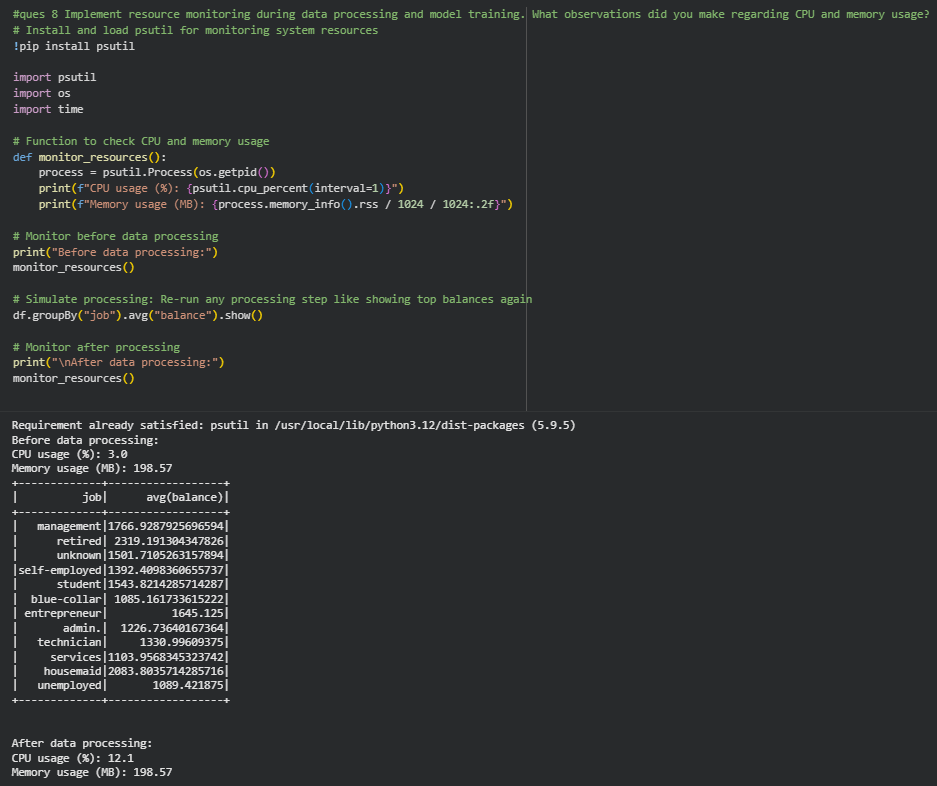 #ques 8 Implement resource monitoring during data processing and model training. What observations did you make regarding CPU and memory usage?
# Install and load psutil for monitoring system resources
!pip install psutil

import psutil
import os
import time

# Function to check CPU and memory usage
def monitor_resources():
    process = psutil.Process(os.getpid())
    print(f"CPU usage (%): {psutil.cpu_percent(interval=1)}")
    print(f"Memory usage (MB): {process.memory_info().rss / 1024 / 1024:.2f}")

# Monitor before data processing
print("Before data processing:")
monitor_resources()

# Simulate processing: Re-run any processing step like showing top balances again
df.groupBy("job").avg("balance").show()

# Monitor after processing
print("\nAfter data processing:")
monitor_resources()

Requirement already satisfied: psutil in /usr/local/lib/python3.12/dist-packages (5.9.5)
Before data processing:
CPU usage (%): 3.0
Memory usage (MB): 198.57
+-------------+------------------+
|          job|      avg(balance)|
+-------------+------------------+
|   management|1766.9287925696594|
|      retired| 2319.191304347826|
|      unknown|1501.7105263157894|
|self-employed|1392.4098360655737|
|      student|1543.8214285714287|
|  blue-collar| 1085.161733615222|
| entrepreneur|          1645.125|
|       admin.|  1226.73640167364|
|   technician|     1330.99609375|
|     services|1103.9568345323742|
|    housemaid|2083.8035714285716|
|   unemployed|       1089.421875|
+-------------+------------------+


After data processing:
CPU usage (%): 12.1
Memory usage (MB): 198.57